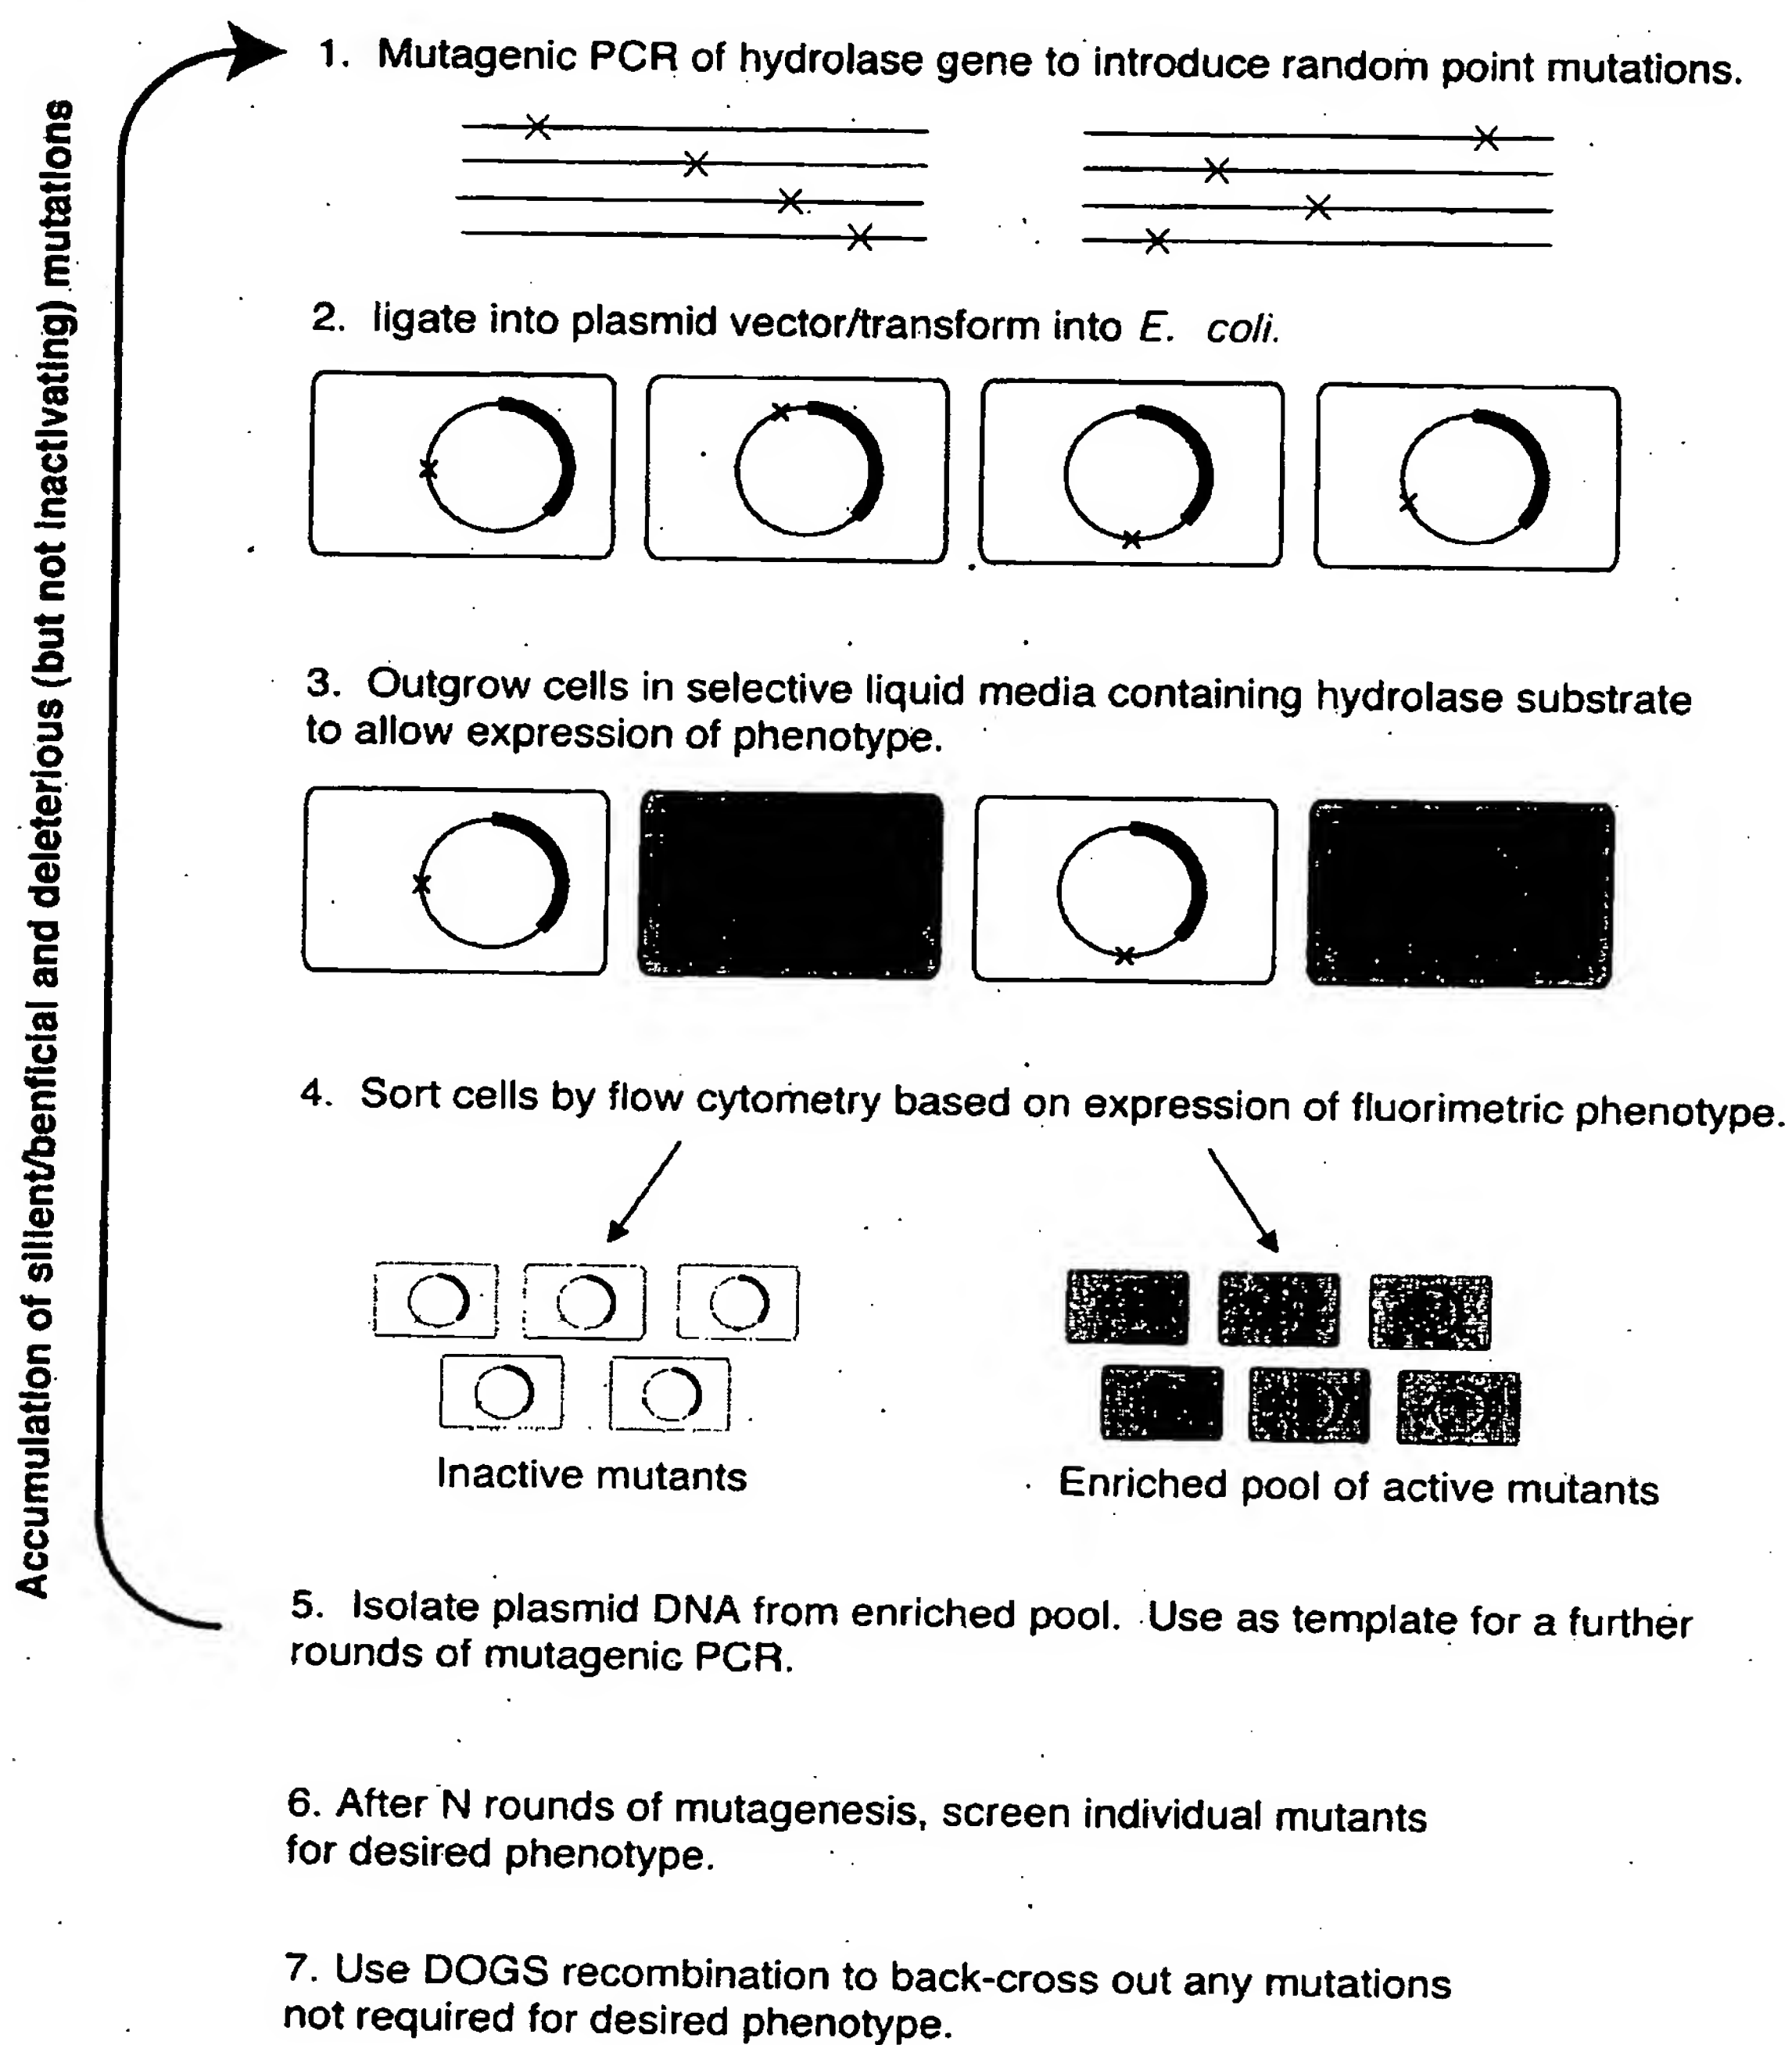 1. Mutagenic PCR of hydrolase gene to introduce random point mutations.
2. ligate into plasmid vector/transform into E. coli.
3. Outgrow cells in selective liquid media containing hydrolase substrate
to allow expression of phenotype.
4. Sort cells by flow cytometry based on expression of fluorimetric phenotype.
Inactive mutants
Enriched pool of active mutants
5. Isolate plasmid DNA from enriched pool. Use as template for a further
rounds of mutagenic PCR.
6. After N rounds of mutagenesis, screen individual mutants
for desired phenotype.
7. Use DOGS recombination to back-cross out any mutations
not required for desired phenotype.
Accumulation of silient/benficial and deleterious (but not inactivating) mutations